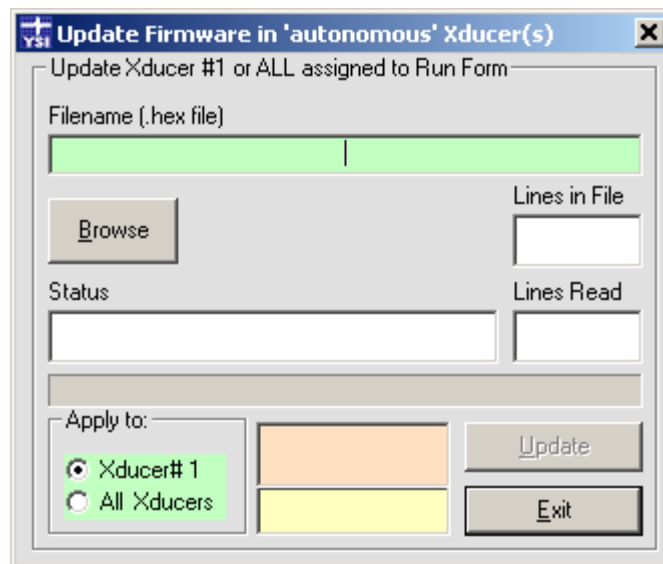 YSI
Update Firmware in 'autonomous' Xducer(s)
Update Xducer #1 or ALL assigned to Run Form
Filename (.hex file)
Browse
Lines in File
Status
Lines Read
Apply to:
Xducer# 1
All Xducers
Update
Exit